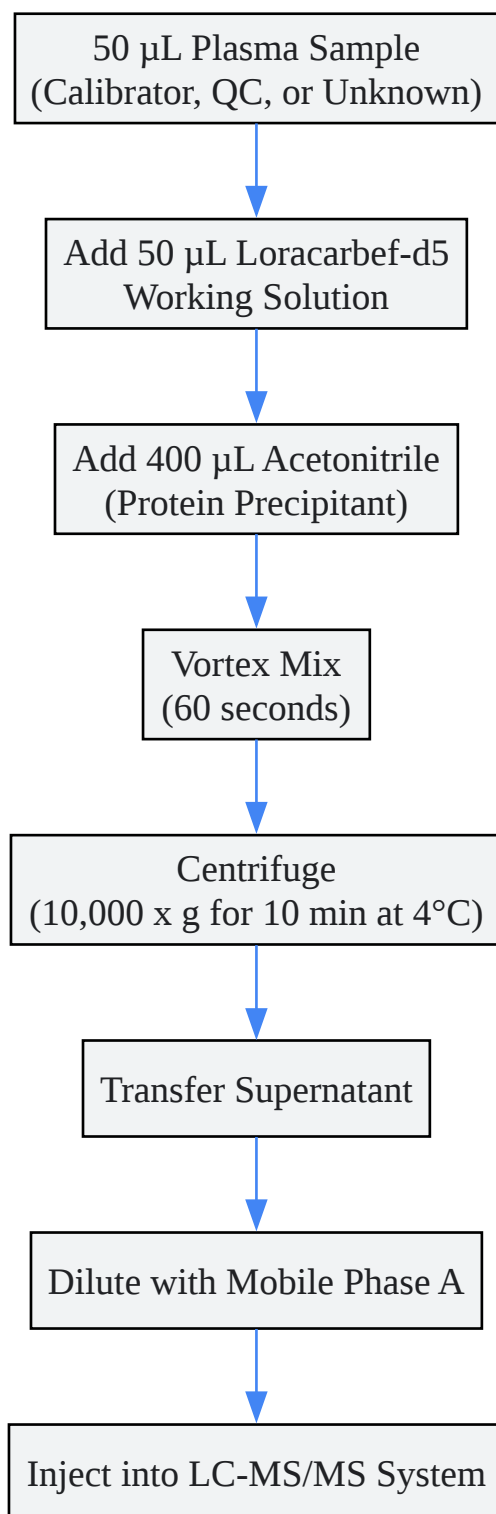 50 µL Plasma Sample
(Calibrator, QC, or Unknown)
Add 50 µL Loracarbef-d5
Working Solution
Add 400 µL Acetonitrile
(Protein Precipitant)
Vortex Mix
(60 seconds)
Centrifuge
(10,000 x g for 10 min at 4°C)
Transfer Supernatant
Dilute with Mobile Phase A
Inject into LC-MS/MS System